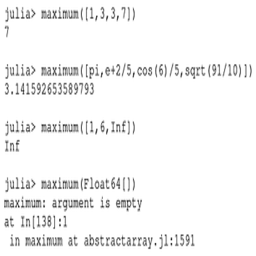 julia> maximum([1,3,3,7])
7
julia> maximum([pi,e+2/5,cos(6)/5,sqrt(91/10)])
3.141592653589793
julia> maximum([1,6,Inf])
Inf
julia> maximum(Float64[])
maximum: argument is empty
at In[138]:1
in maximum at abstractarray.jl:1591